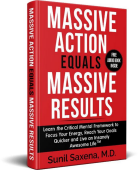 MASSIVE
ACTION
EQUALS
MASSIVE
RESULTS
Learn the Critical Mental Framework to
Focus Your Energy, Reach Your Goals
Quicker and Live an Insanely
Awesome Life
Sunil Saxena, M.D.